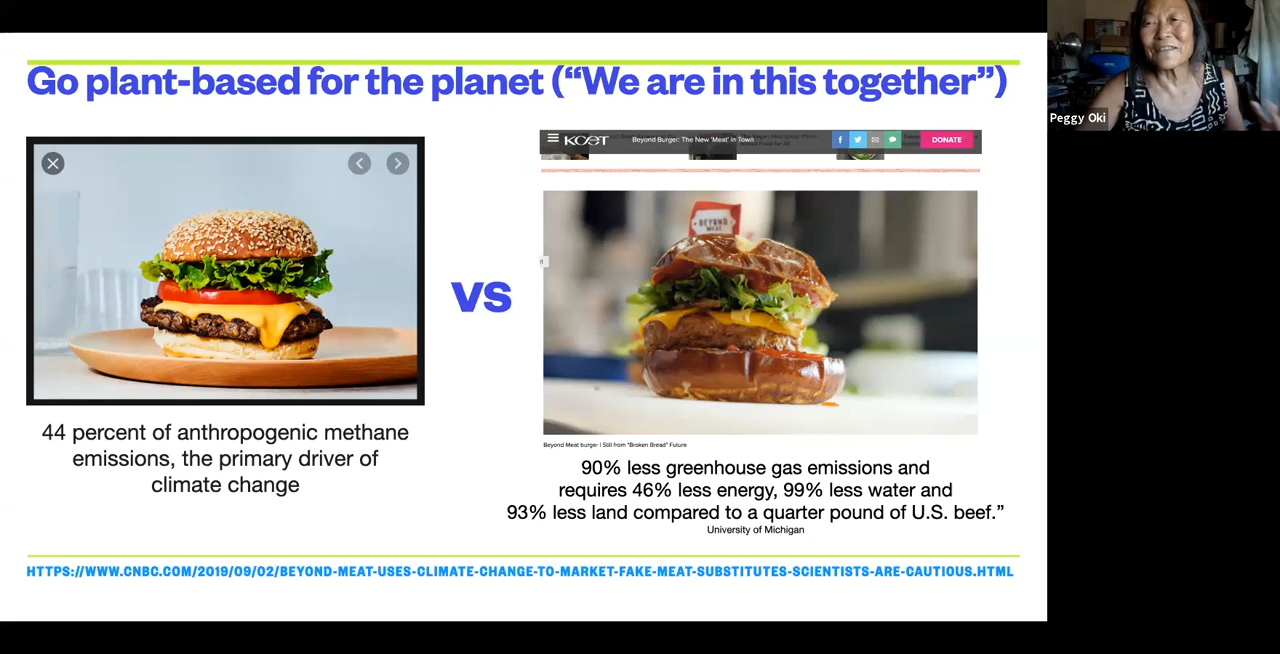 Go plant-based for the planet (“We are in this together”)
Peggy Oki
KCET
Beyond Burger: The New 'Meat' in Town
DONATE
BEYOND
MEAT
vs
Beyond Meat burger | Still from "Broken Bread" Future
44 percent of anthropogenic methane
emissions, the primary driver of
climate change
90% less greenhouse gas emissions and
requires 46% less energy, 99% less water and
93% less land compared to a quarter pound of U.S. beef.”
University of Michigan
HTTPS://WWW.CNBC.COM/2019/09/02/BEYOND-MEAT-USES-CLIMATE-CHANGE-TO-MARKET-FAKE-MEAT-SUBSTITUTES-SCIENTISTS-ARE-CAUTIOUS.HTML